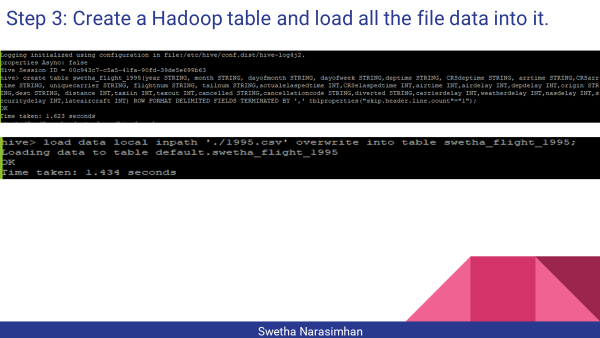 Step 3: Create a Hadoop table and load all the file data into it.
Logging initialized using configuration in file:/etc/hive/conf.dist/hive-log4j2.
properties Async: false
Hive Session ID = 00c943c7-c5a5-41fa-90fd-39de5e699b63
hive> create table swetha_flight_1995(year STRING, month STRING, dayofmonth STRING, dayofweek STRING,deptime STRING, CRSdeptime STRING, arrtime STRING,CRSarr
time STRING, uniquecarrier STRING, flightnum STRING, tailnum STRING,actualelaspedtime INT,CRSelaspedtime INT,airtime INT,airdelay INT,depdelay INT,origin STR
ING,dest STRING, distance INT,taxiin INT,taxiout INT,cancelled STRING,cancellationcode STRING,diverted STRING,carrierdelay INT,weatherdelay INT,nasdelay INT,s
ecuritydelay INT,lateaircraft INT) ROW FORMAT DELIMITED FIELDS TERMINATED BY ',' tblproperties("skip.header.line.count"="1");
OK
Time taken: 1.623 seconds
hive> load data local inpath './1995.csv' overwrite into table swetha_flight_1995;
Loading data to table default.swetha_flight_1995
OK
Time taken: 1.434 seconds
Swetha Narasimhan